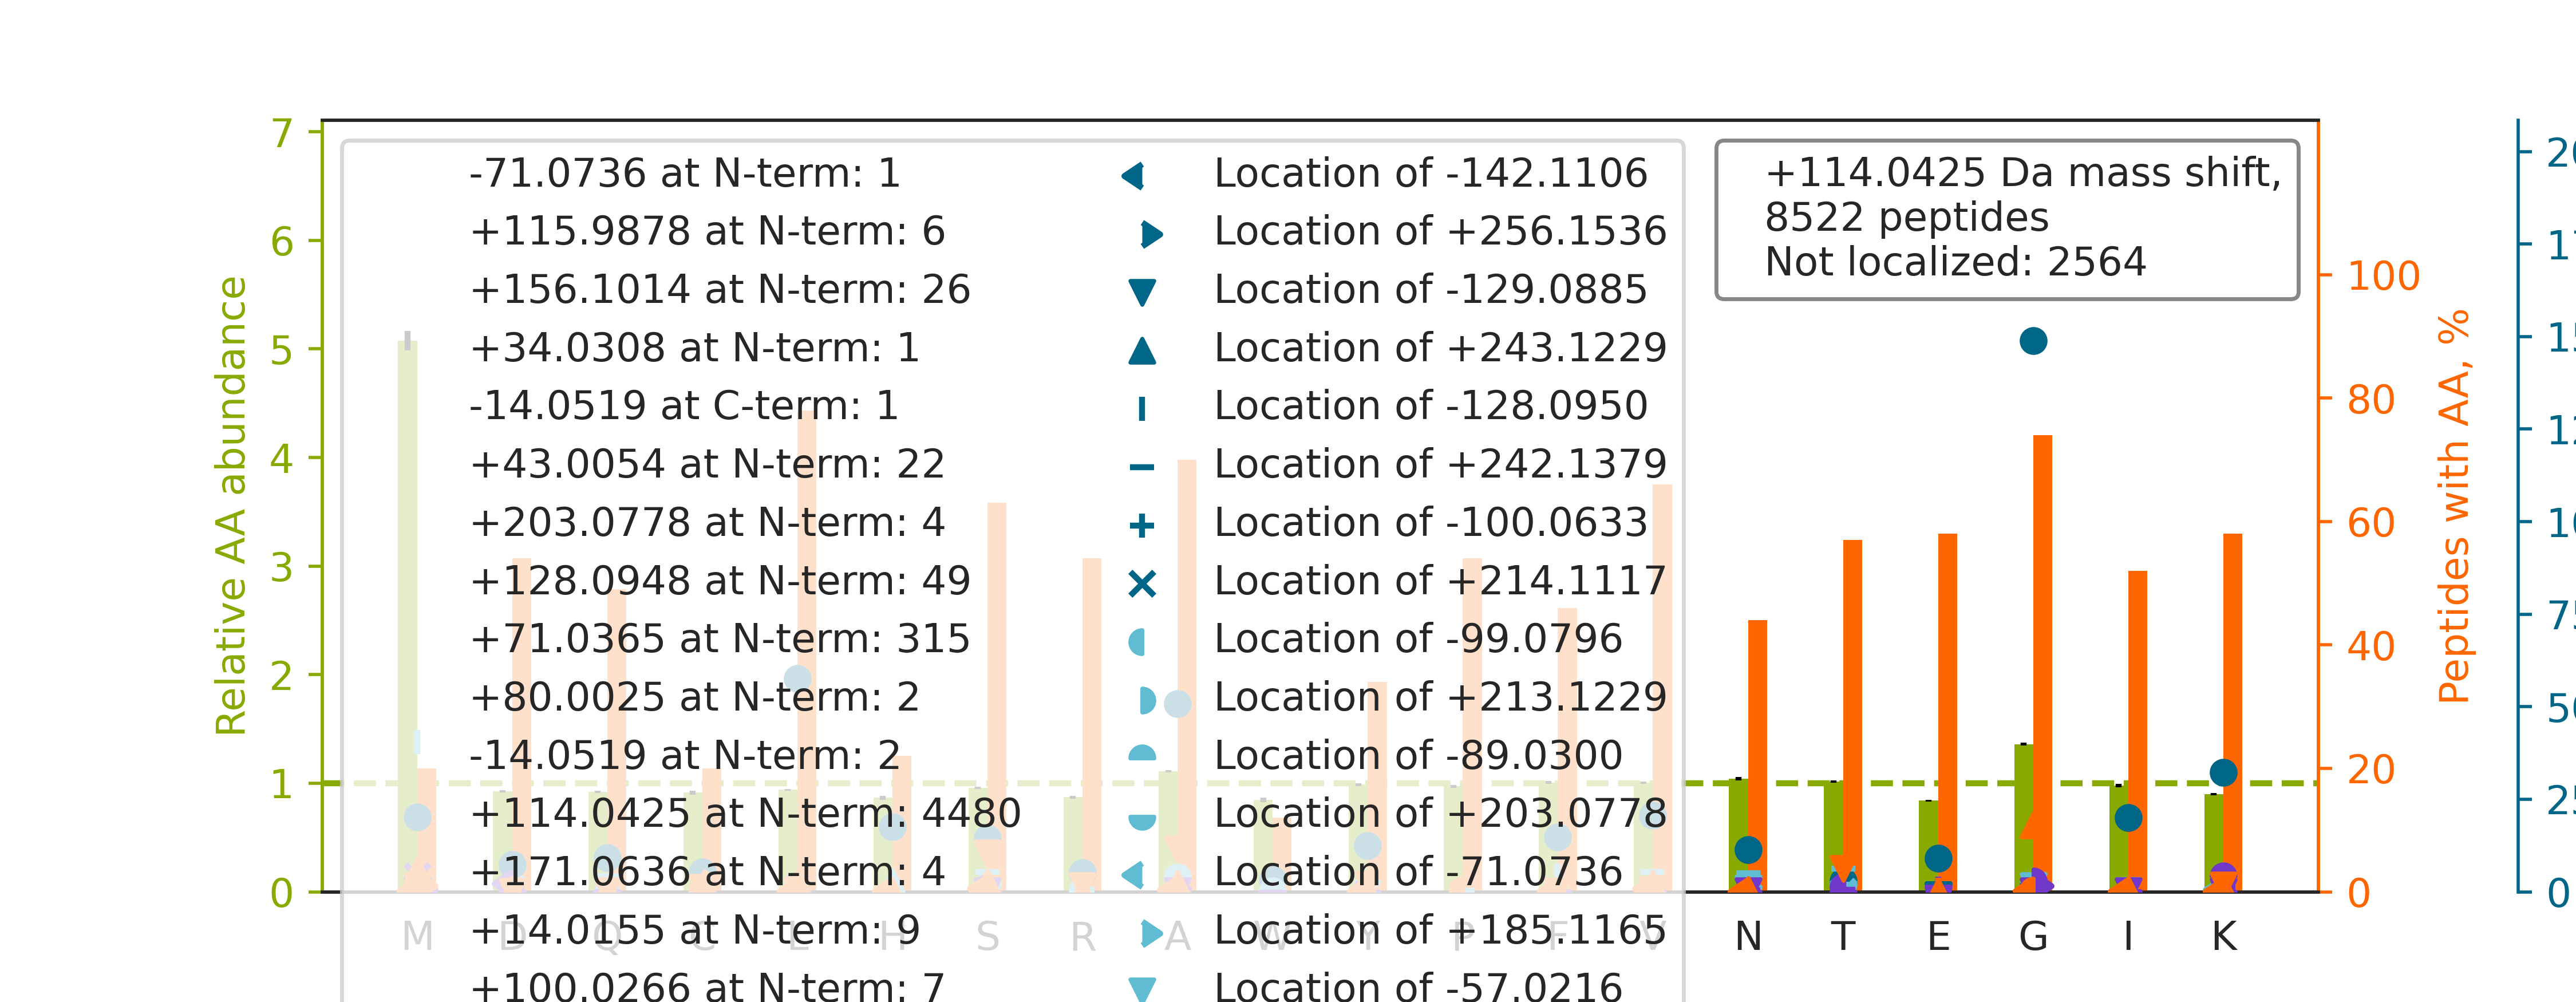 7
6
5
4
3
2
1
0
Relative AA abundance
-71.0736 at N-term: 1
+115.9878 at N-term: 6
+156.1014 at N-term: 26
+34.0308 at N-term: 1
-14.0519 at C-term: 1
+43.0054 at N-term: 22
+203.0778 at N-term: 4
+128.0948 at N-term: 49
+71.0365 at N-term: 315
+80.0025 at N-term: 2
-14.0519 at N-term: 2
+114.0425 at N-term: 4480
+171.0636 at N-term: 4
+14.0155 at N-term: 9
+100.0266 at N-term: 7
Location of -142.1106
Location of +256.1536
Location of -129.0885
Location of +243.1229
Location of -128.0950
Location of +242.1379
Location of -100.0633
Location of +214.1117
Location of -99.0796
Location of +213.1229
Location of -89.0300
Location of +203.0778
Location of -71.0736
Location of +185.1165
Location of -57.0216
+114.0425 Da mass shift,
8522 peptides
Not localized: 2564
100
80
60
40
20
0
Peptides with AA, %
0
M D Q C L H S R A W Y P F V N T E G I K